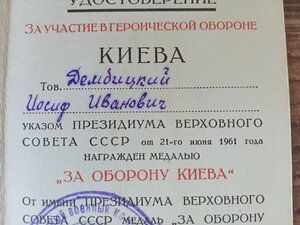 УДОСТОВЕРЕНИЕ
ЗА УЧАСТИЕ В ГЕРОИЧЕСКОЙ ОБОРОНЕ
КИЕВА
Тов. Дембицкий
Иосиф Иванович
УКАЗОМ ПРЕЗИДИУМА ВЕРХОВНОГО
СОВЕТА СССР от 21-го июня 1961 года
НАГРАЖДЕН МЕДАЛЬЮ
„ЗА ОБОРОНУ КИЕВА"
От имени ПРЕЗИДИУМА ВЕРХОВНОГО
СОВЕТА СССР медаль „ЗА ОБОРОНУ
ВОЕННЫЙ